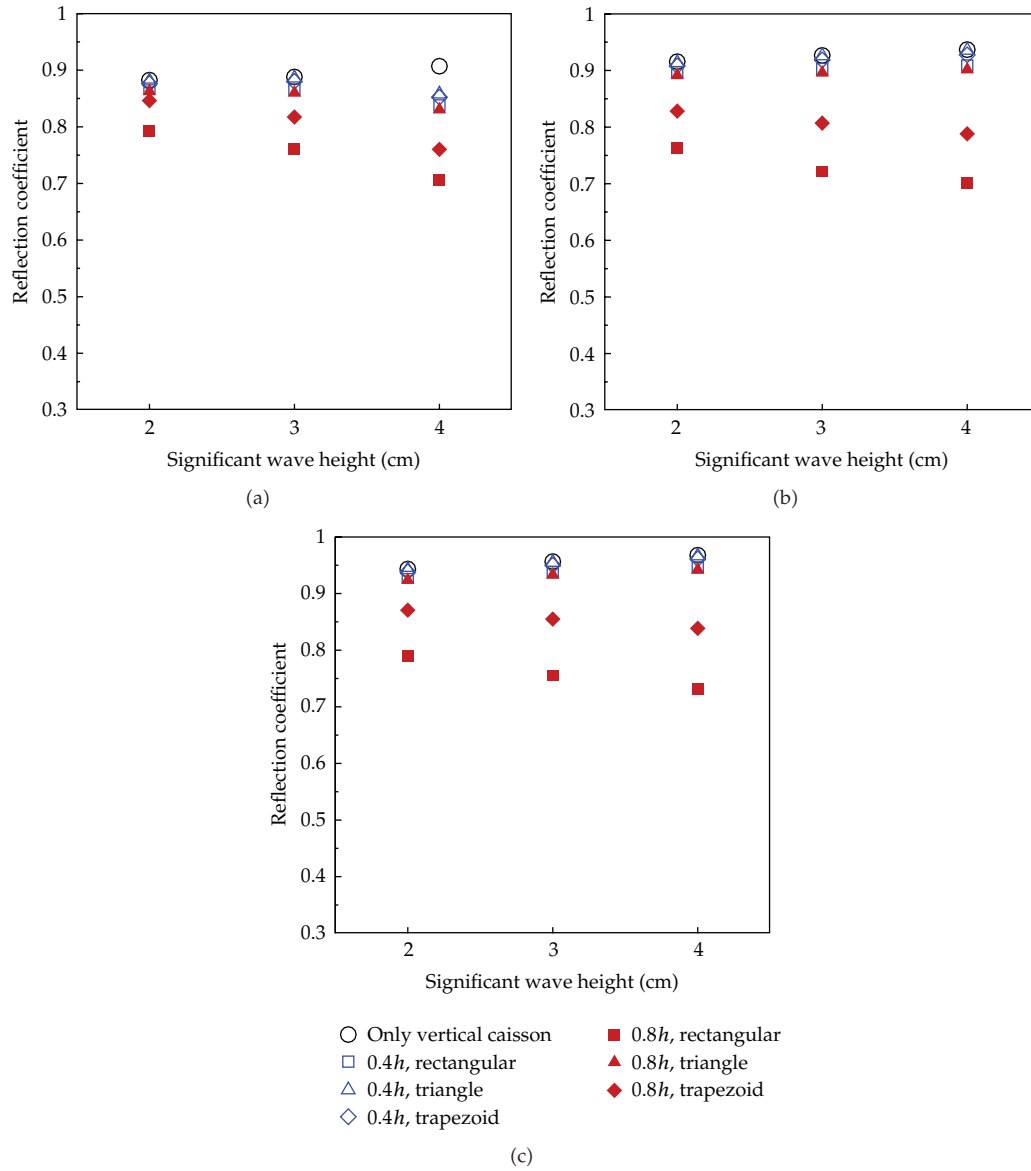 1
0.9
0.8
0.7
0.6
0.5
0.4
0.3
Reflection coefficient
2 3 4
Significant wave height (cm)
(a)
1
0.9
0.8
0.7
0.6
0.5
0.4
0.3
Reflection coefficient
2 3 4
Significant wave height (cm)
(b)
1
0.9
0.8
0.7
0.6
0.5
0.4
0.3
Reflection coefficient
2 3 4
Significant wave height (cm)
Only vertical caisson
0.4h, rectangular
0.4h, triangle
0.4h, trapezoid
0.8h, rectangular
0.8h, triangle
0.8h, trapezoid
(c)